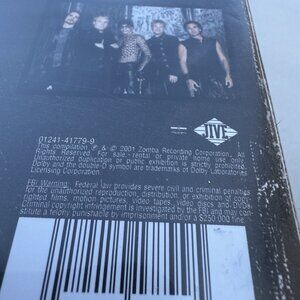 JIVE
01241-41779-9
This compilation ℗ & © 2001 Zomba Recording Corporation. All
Rights Reserved. For sale, rental or private home use only.
Unauthorized duplication or public exhibition is strictly prohibited.
Dolby and the double-D symbol are trademarks of Dolby Laboratories
Licensing Corporation.
FBI Warning: Federal law provides severe civil and criminal penalties
for the unauthorized reproduction, distribution, or exhibition of copy-
righted films, motion pictures, video tapes, video discs and DVDs.
Criminal copyright infringement is investigated by the FBI and may con-
stitute a felony punishable by imprisonment and/or a $250,000 fine.